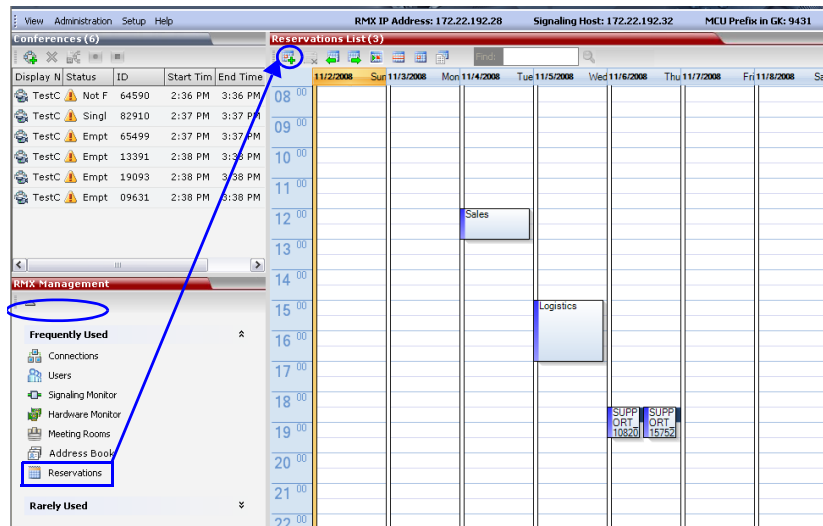 View Administration Setup Help RMX IP Address: 172.22.192.28 Signaling Host: 172.22.192.32 MCU Prefix in GK: 9431
Conferences (6)
Display N Status ID Start Tim End Time
TestC Not F 64590 2:36 PM 3:36 PM
TestC Singl 82910 2:37 PM 3:37 PM
TestC Empt 65499 2:37 PM 3:37 PM
TestC Empt 13391 2:38 PM 3:38 PM
TestC Empt 19093 2:38 PM 3:38 PM
TestC Empt 09631 2:38 PM 3:38 PM
RMX Management
Frequently Used
Connections
Users
Signaling Monitor
Hardware Monitor
Meeting Rooms
Address Book
Reservations
Rarely Used
Reservations List(3)
Find:
11/2/2008 Sun 11/3/2008 Mon 11/4/2008 Tue 11/5/2008 Wed 11/6/2008 Thu 11/7/2008 Fri 11/8/2008 Sa
08 00
09 00
10 00
11 00
12 00
Sales
13 00
14 00
15 00
Logistics
16 00
17 00
18 00
SUPP SUPP
ORT_ ORT_
19 00
10820 15752
20 00
21 00
22 00